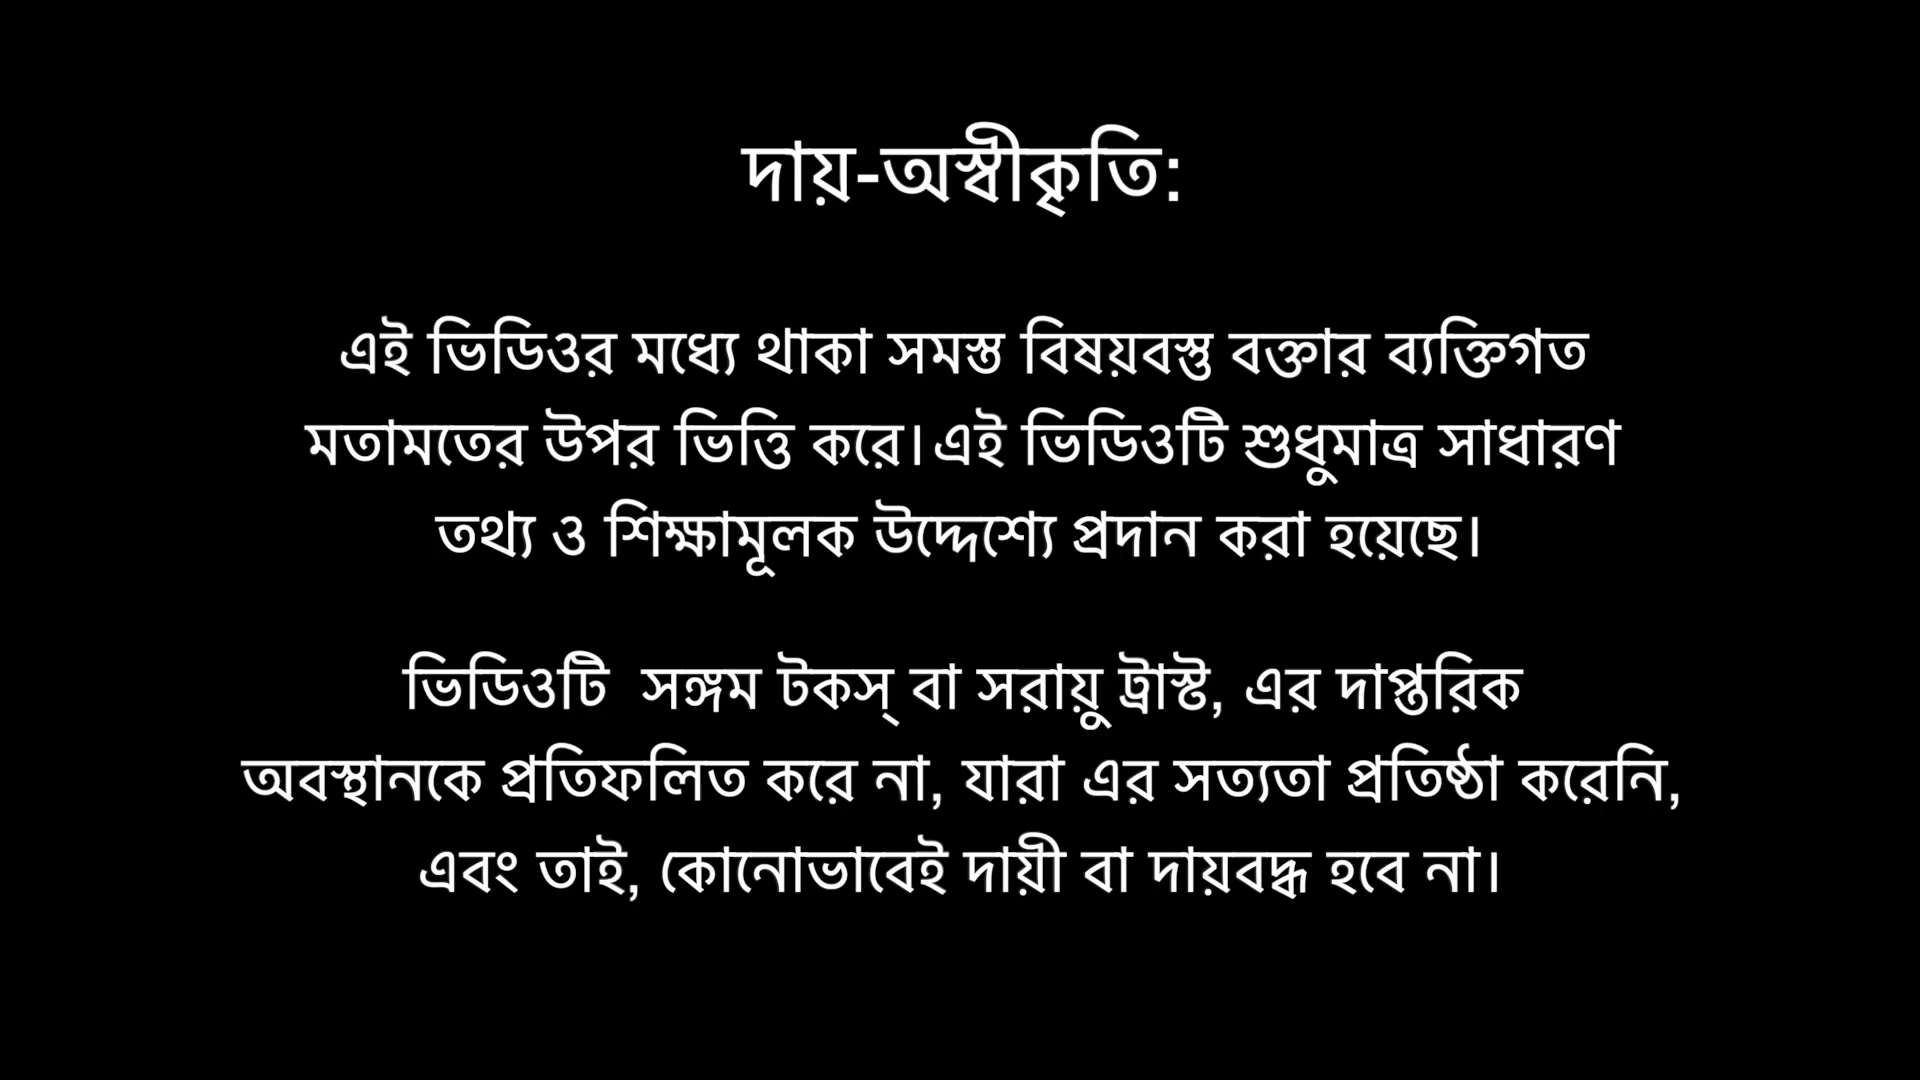 দায়-অস্বীকৃতি:
এই ভিডিওর মধ্যে থাকা সমস্ত বিষয়বস্তু বক্তার ব্যক্তিগত
মতামতের উপর ভিত্তি করে। এই ভিডিওটি শুধুমাত্র সাধারণ
তথ্য ও শিক্ষামূলক উদ্দেশ্যে প্রদান করা হয়েছে।
ভিডিওটি সঙ্গম টকস্ বা সরায়ু ট্রাস্ট, এর দাপ্তরিক
অবস্থানকে প্রতিফলিত করে না, যারা এর সত্যতা প্রতিষ্ঠা করেনি,
এবং তাই, কোনোভাবেই দায়ী বা দায়বদ্ধ হবে না।